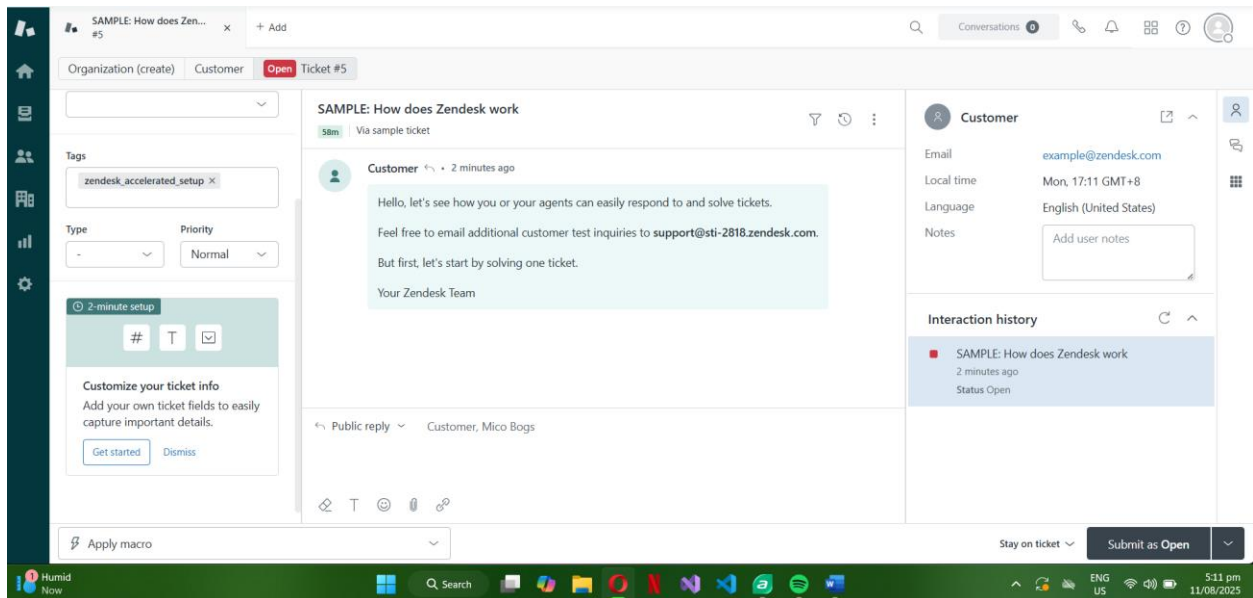 SAMPLE: How does Zen...
#5
+ Add
Conversations 0
Organization (create)
Customer
Open Ticket #5
Tags
zendesk_accelerated_setup ×
Type
Priority
-
Normal
2-minute setup
# T
Customize your ticket info
Add your own ticket fields to easily
capture important details.
Get started
Dismiss
SAMPLE: How does Zendesk work
58m Via sample ticket
Customer • 2 minutes ago
Hello, let's see how you or your agents can easily respond to and solve tickets.
Feel free to email additional customer test inquiries to support@sti-2818.zendesk.com.
But first, let's start by solving one ticket.
Your Zendesk Team
Public reply
Customer, Mico Bogs
T
Customer
Email example@zendesk.com
Local time Mon, 17:11 GMT+8
Language English (United States)
Notes Add user notes
Interaction history
SAMPLE: How does Zendesk work
2 minutes ago
Status Open
Apply macro
Stay on ticket
Submit as Open
1
Humid
Now
Search
ENG
US
5:11 pm
11/08/2025